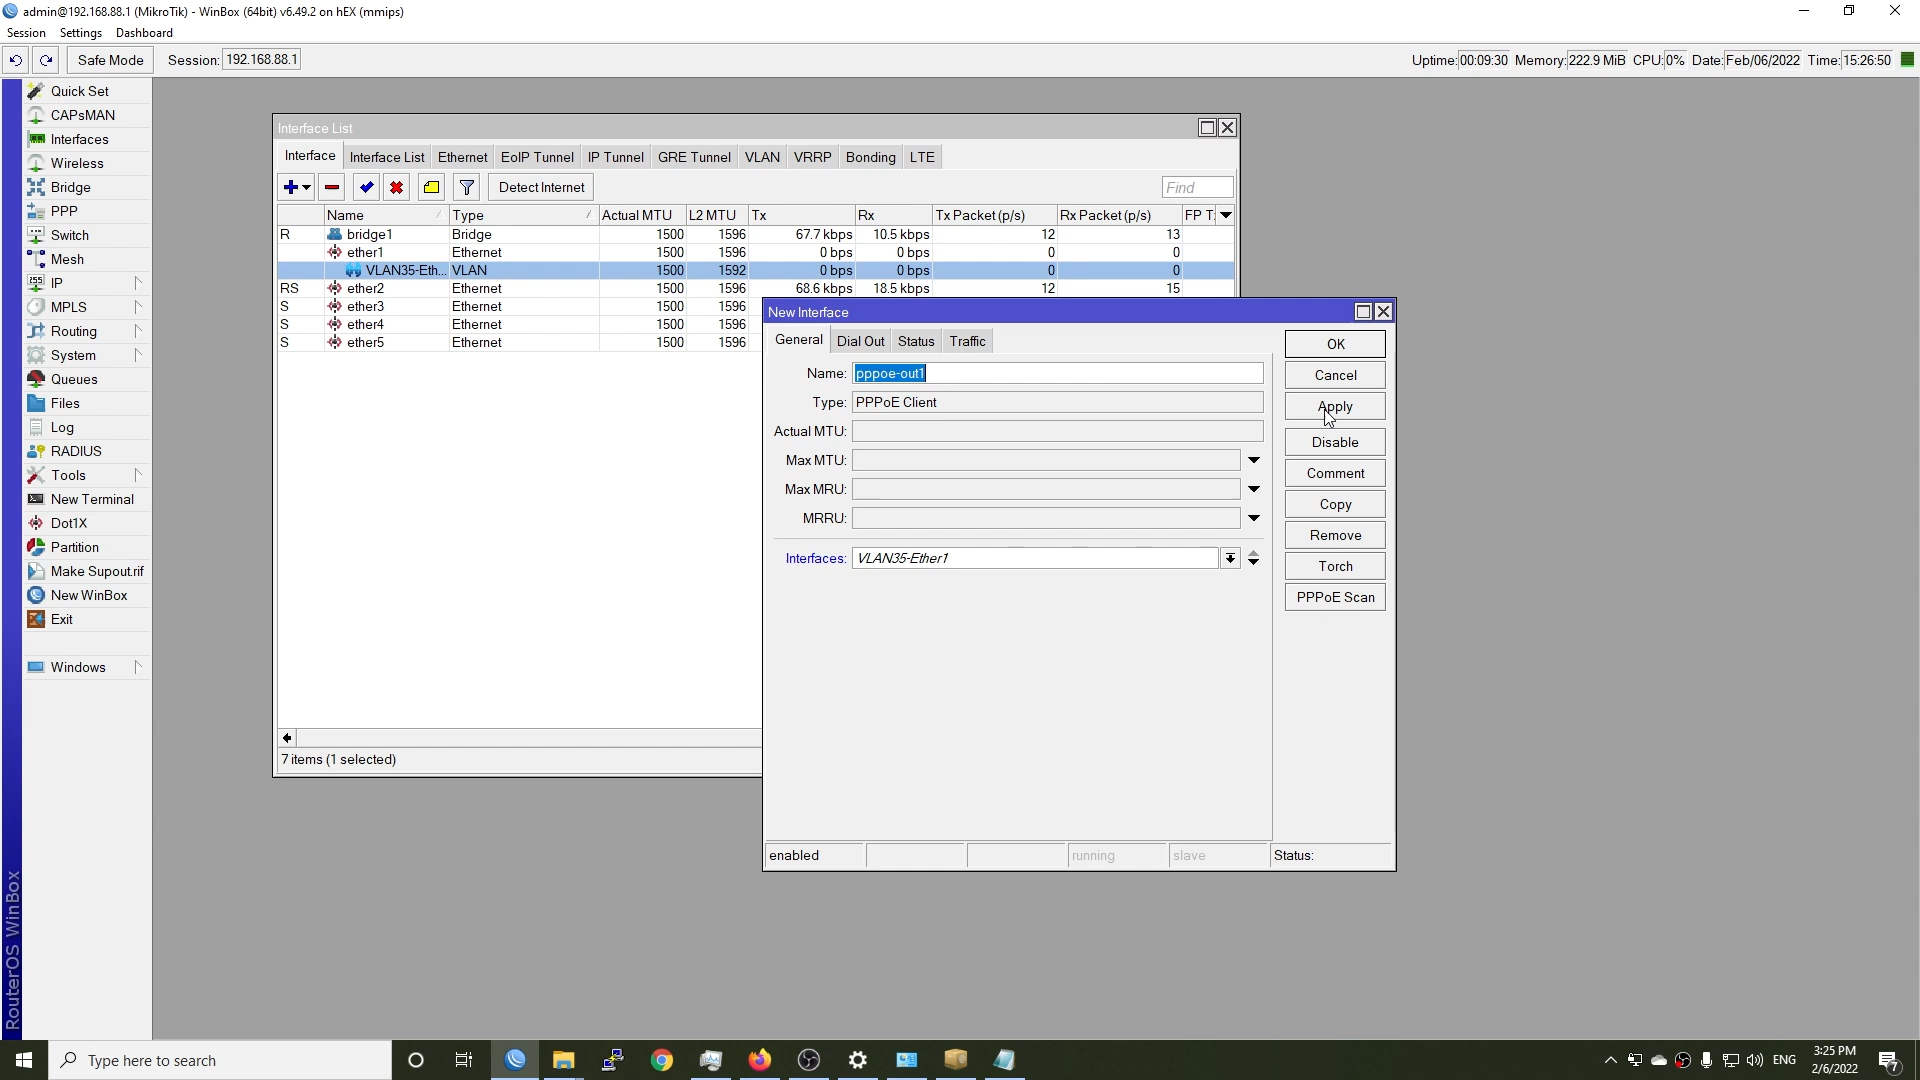 admin@192.168.88.1 (MikroTik) - WinBox (64bit) v6.49.2 on hEX (mmips)
Session Settings Dashboard
Safe Mode Session: 192.168.88.1 Uptime: 00:09:30 Memory: 222.9 MiB CPU: 0% Date: Feb/06/2022 Time: 15:26:50
Quick Set
CAPsMAN
Interfaces
Wireless
Bridge
PPP
Switch
Mesh
IP
MPLS
Routing
System
Queues
Files
Log
RADIUS
Tools
New Terminal
Dot1X
Partition
Make Supout.rif
New WinBox
Exit
Windows
RouterOS WinBox
Interface List
Interface Interface List Ethernet EoIP Tunnel IP Tunnel GRE Tunnel VLAN VRRP Bonding LTE
Detect Internet Find
Name Type Actual MTU L2 MTU Tx Rx Tx Packet (p/s) Rx Packet (p/s) FP T
R bridge1 Bridge 1500 1596 67.7 kbps 10.5 kbps 12 13
ether1 Ethernet 1500 1596 0 bps 0 bps 0 0
VLAN35-Eth... VLAN 1500 1592 0 bps 0 bps 0 0
RS ether2 Ethernet 1500 1596 68.6 kbps 18.5 kbps 12 15
S ether3 Ethernet 1500 1596
S ether4 Ethernet 1500 1596
S ether5 Ethernet 1500 1596
7 items (1 selected)
New Interface
General Dial Out Status Traffic
Name: pppoe-out1
Type: PPPoE Client
Actual MTU:
Max MTU:
Max MRU:
MRRU:
Interfaces: VLAN35-Ether1
OK
Cancel
Apply
Disable
Comment
Copy
Remove
Torch
PPPoE Scan
enabled running slave Status:
Type here to search
ENG
3:25 PM
2/6/2022
7